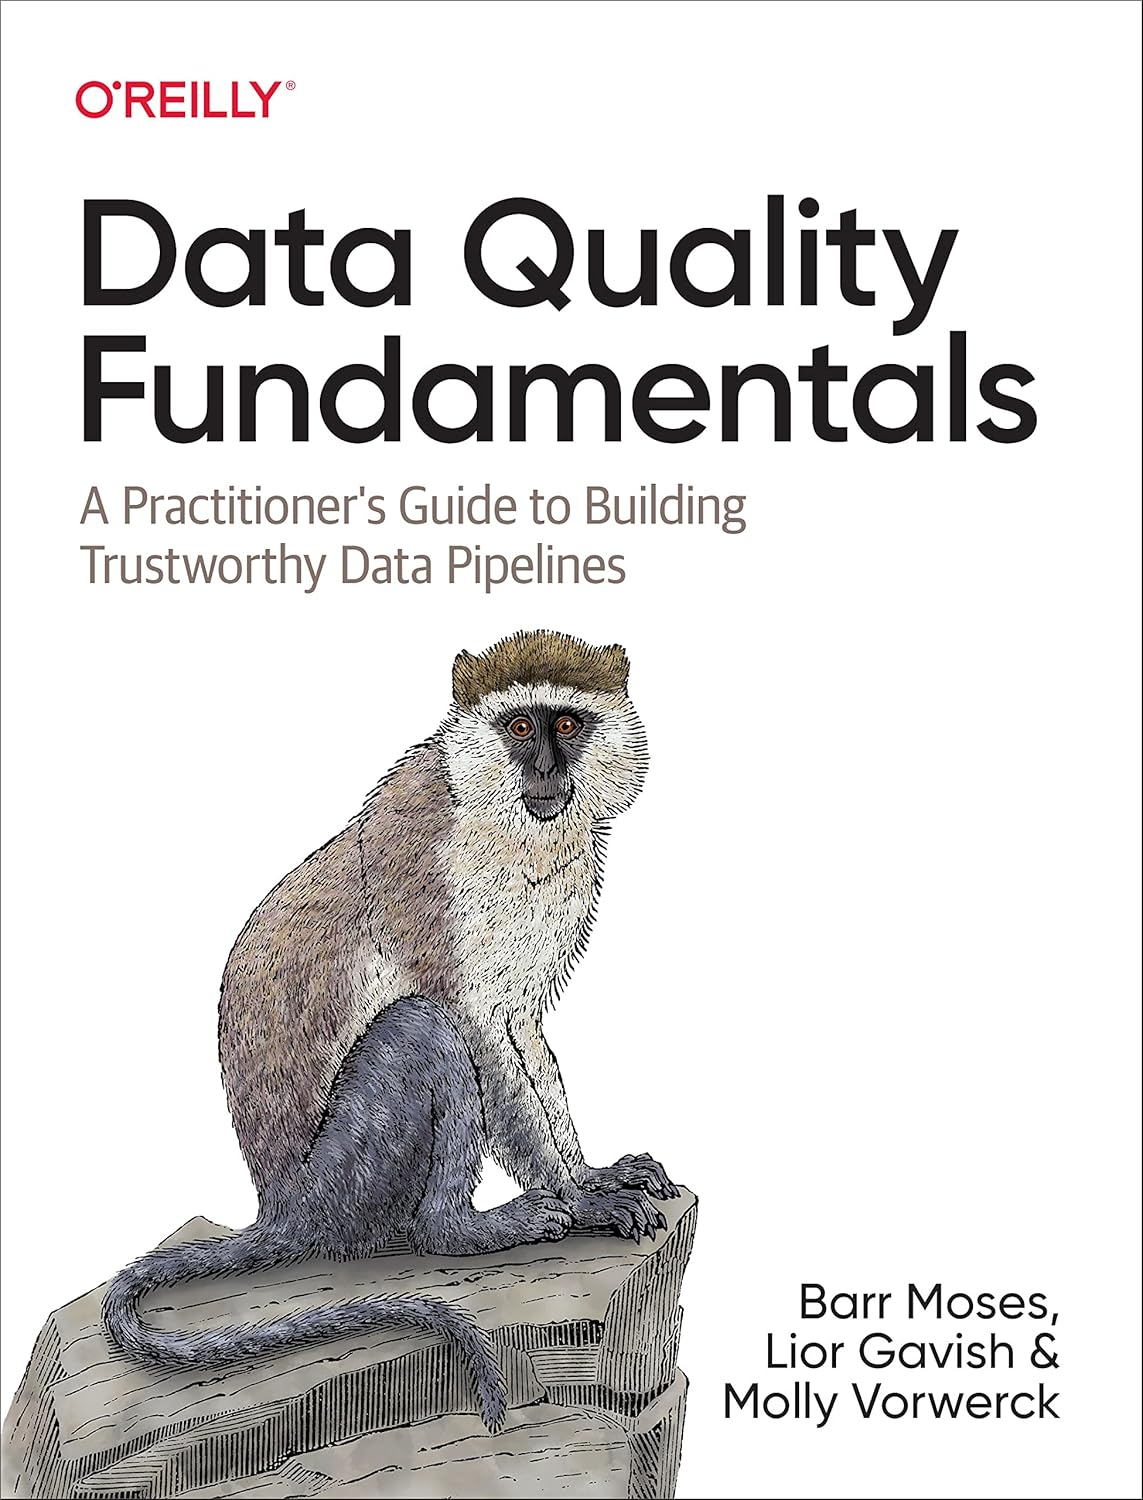 O'REILLY®
Data Quality
Fundamentals
A Practitioner's Guide to Building
Trustworthy Data Pipelines
Barr Moses,
Lior Gavish &
Molly Vorwerck